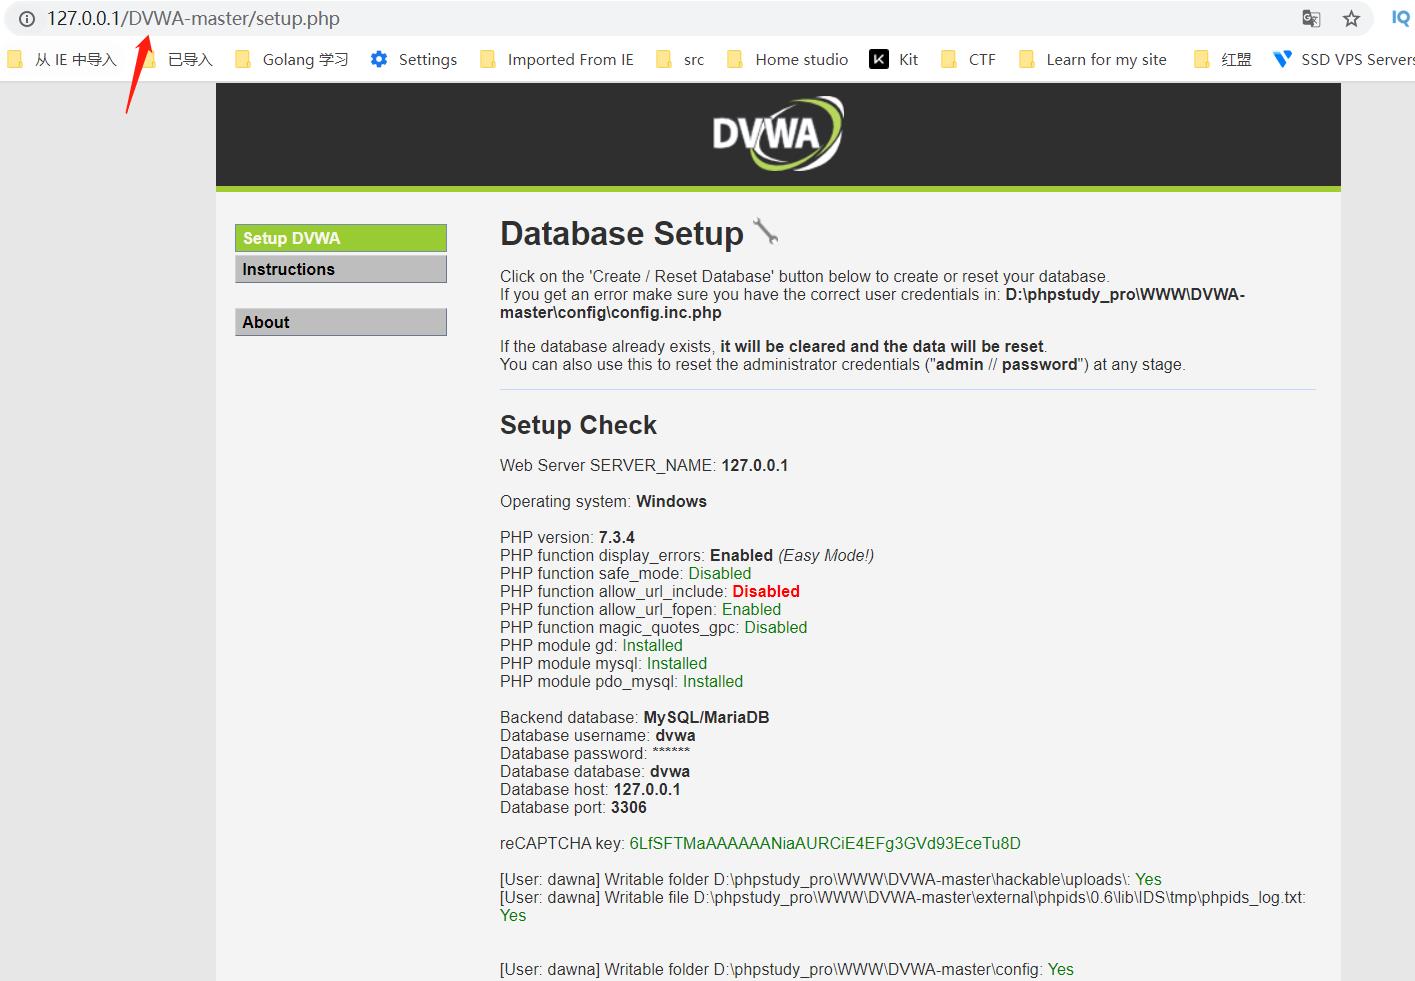 127.0.0.1/DVWA-master/setup.php
IQ
从 IE 中导入 已导入 Golang 学习 Settings Imported From IE src Home studio Kit CTF Learn for my site 红盟 SSD VPS Servers
DVWA
Setup DVWA
Instructions
About
Database Setup
Click on the 'Create / Reset Database' button below to create or reset your database.
If you get an error make sure you have the correct user credentials in: D:\phpstudy_pro\WWW\DVWA-
master\config\config.inc.php
If the database already exists, it will be cleared and the data will be reset.
You can also use this to reset the administrator credentials ("admin // password") at any stage.
Setup Check
Web Server SERVER_NAME: 127.0.0.1
Operating system: Windows
PHP version: 7.3.4
PHP function display_errors: Enabled (Easy Mode!)
PHP function safe_mode: Disabled
PHP function allow_url_include: Disabled
PHP function allow_url_fopen: Enabled
PHP function magic_quotes_gpc: Disabled
PHP module gd: Installed
PHP module mysql: Installed
PHP module pdo_mysql: Installed
Backend database: MySQL/MariaDB
Database username: dvwa
Database password: ******
Database database: dvwa
Database host: 127.0.0.1
Database port: 3306
reCAPTCHA key: 6LfSFTMaAAAAAANiaAURCiE4EFg3GVd93EceTu8D
[User: dawna] Writable folder D:\phpstudy_pro\WWW\DVWA-master\hackable\uploads\: Yes
[User: dawna] Writable file D:\phpstudy_pro\WWW\DVWA-master\external\phpids\0.6\lib\IDS\tmp\phpids_log.txt:
Yes
[User: dawna] Writable folder D:\phpstudy_pro\WWW\DVWA-master\config: Yes